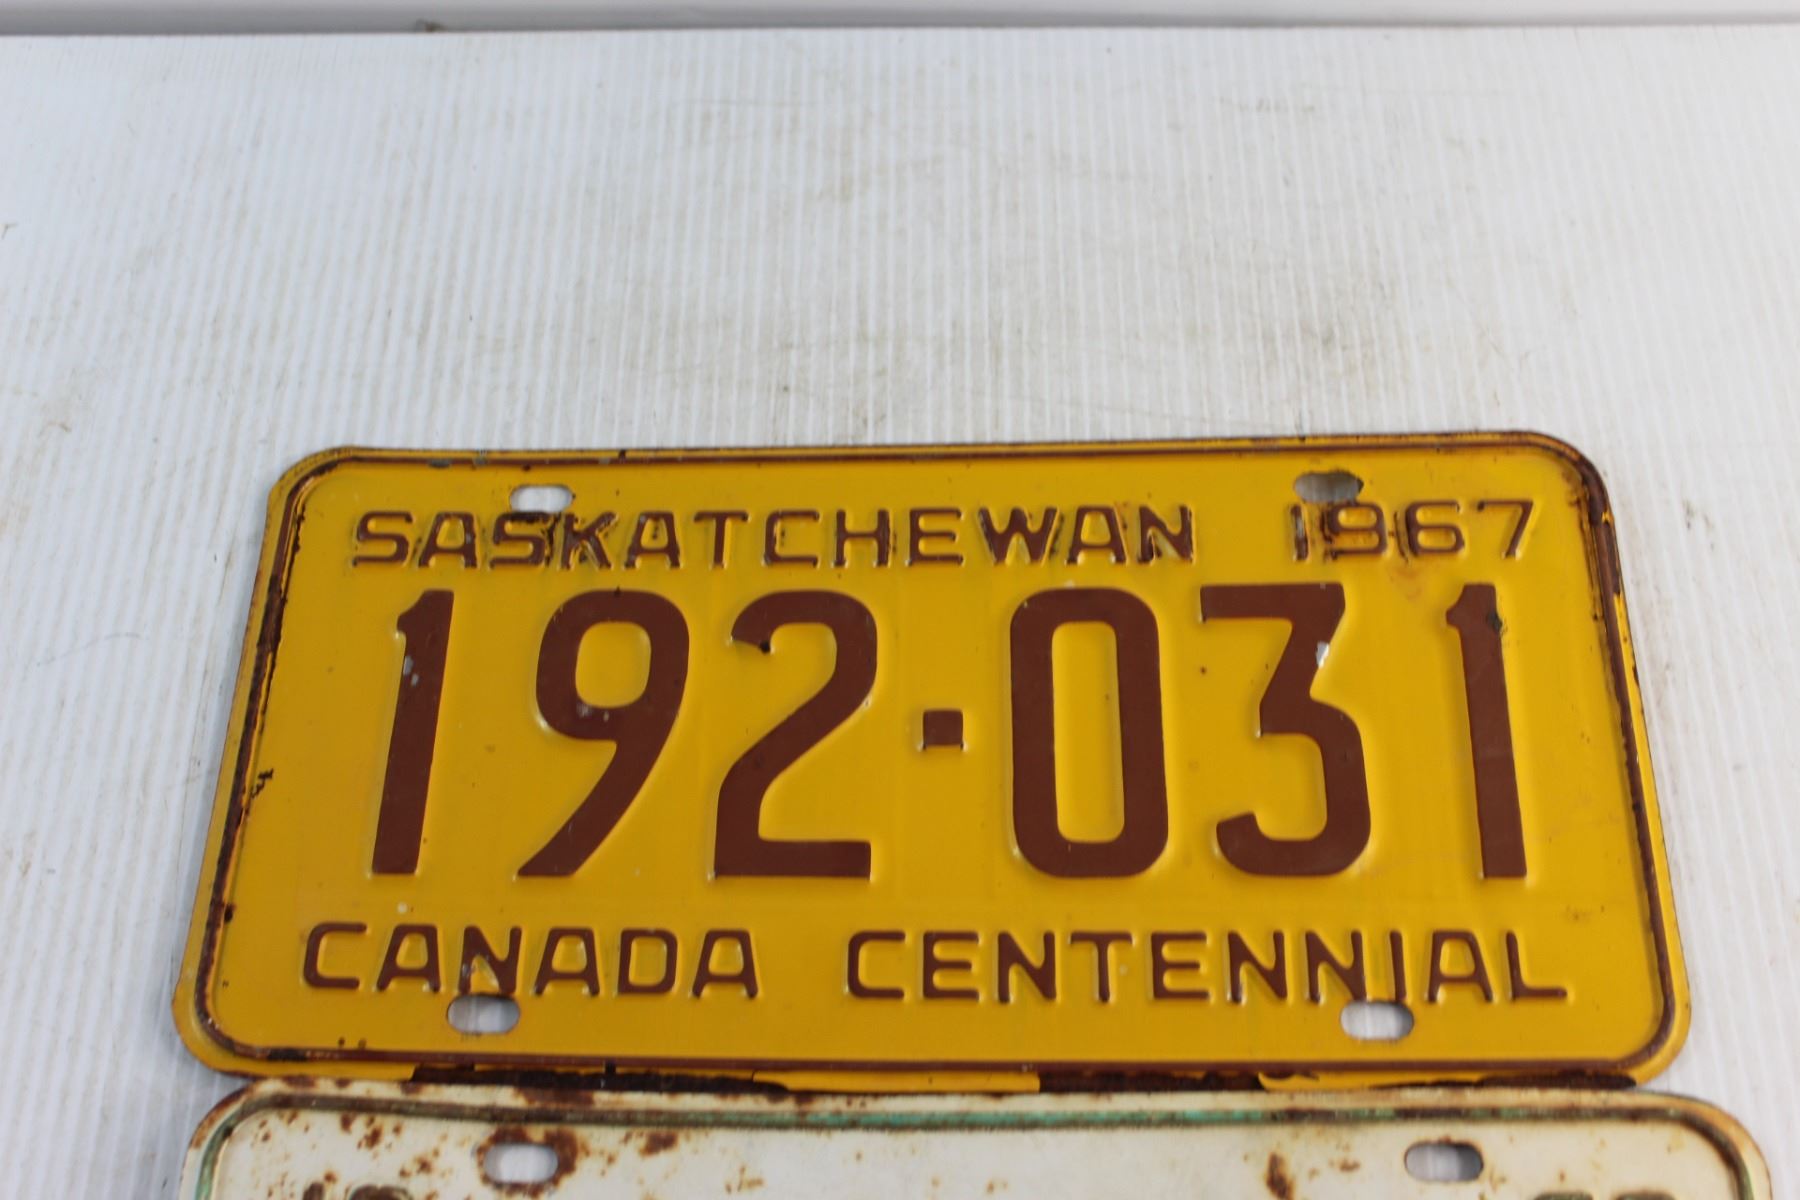 SASKATCHEWAN 1967
192-031
CANADA CENTENNIAL